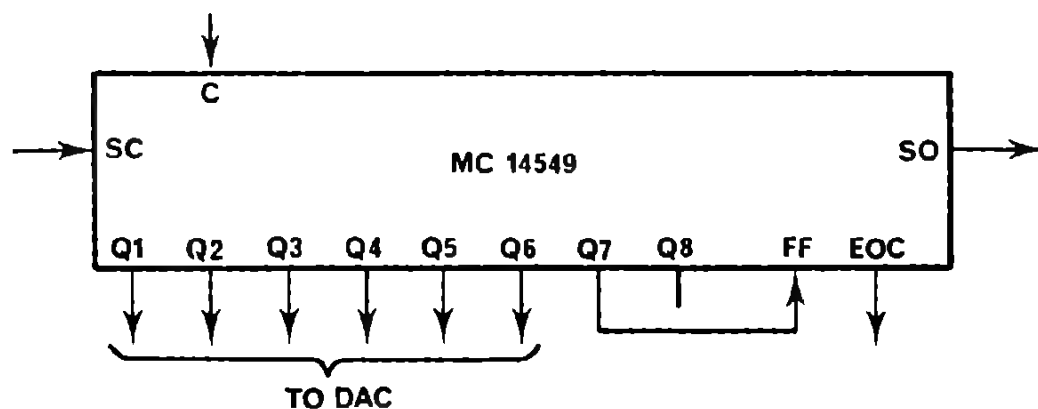 C
SC
MC 14549
SO
Q1 Q2 Q3 Q4 Q5 Q6 Q7 Q8 FF EOC
TO DAC